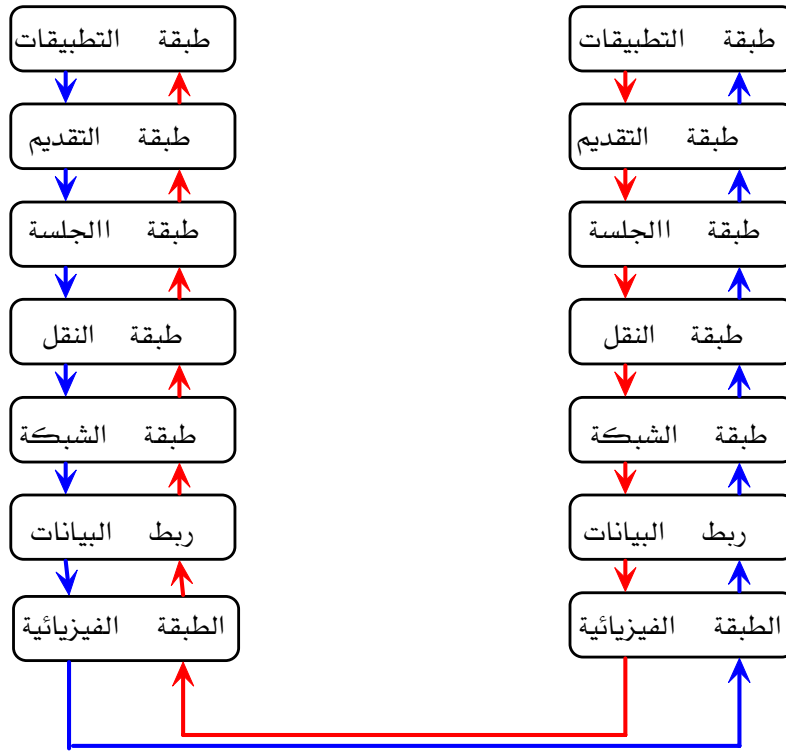 طبقة التطبيقات
طبقة التقديم
طبقة االجلسة
طبقة النقل
طبقة الشبكة
ربط البيانات
الطبقة الفيزيائية
طبقة التطبيقات
طبقة التقديم
طبقة االجلسة
طبقة النقل
طبقة الشبكة
ربط البيانات
الطبقة الفيزيائية